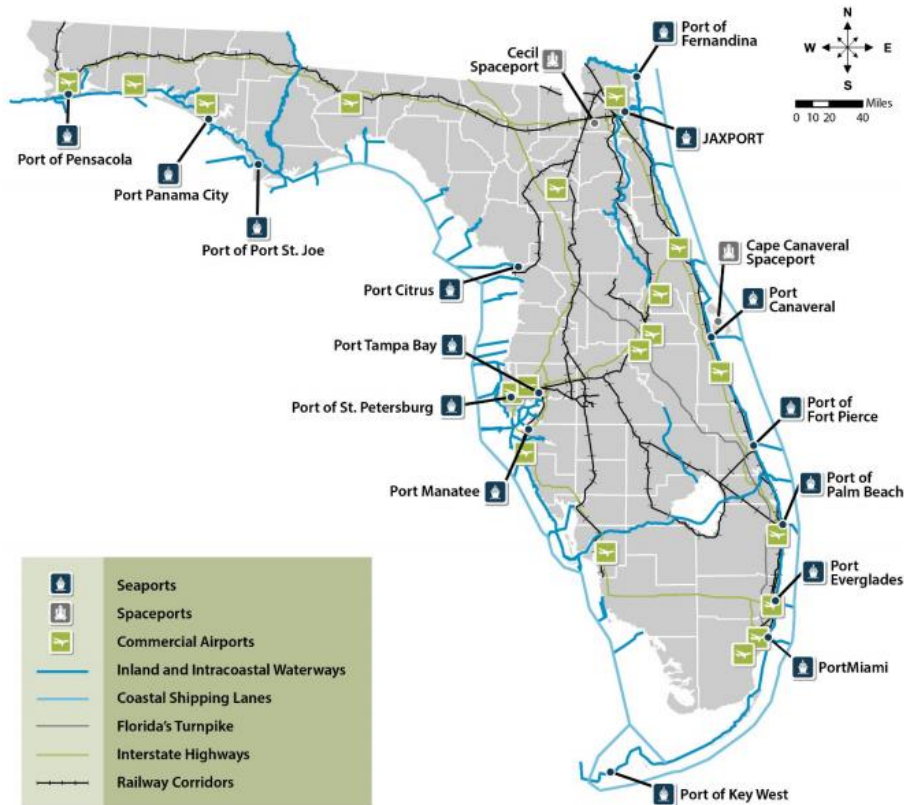 N
W E
S
Miles
0 10 20 40
Port of
Fernandina
Cecil
Spaceport
JAXPORT
Port of Pensacola
Port Panama City
Port of Port St. Joe
Cape Canaveral
Spaceport
Port Citrus
Port
Canaveral
Port Tampa Bay
Port of St. Petersburg
Port of
Fort Pierce
Port Manatee
Port of
Palm Beach
Port
Everglades
PortMiami
Port of Key West
Seaports
Spaceports
Commercial Airports
Inland and Intracoastal Waterways
Coastal Shipping Lanes
Florida's Turnpike
Interstate Highways
Railway Corridors